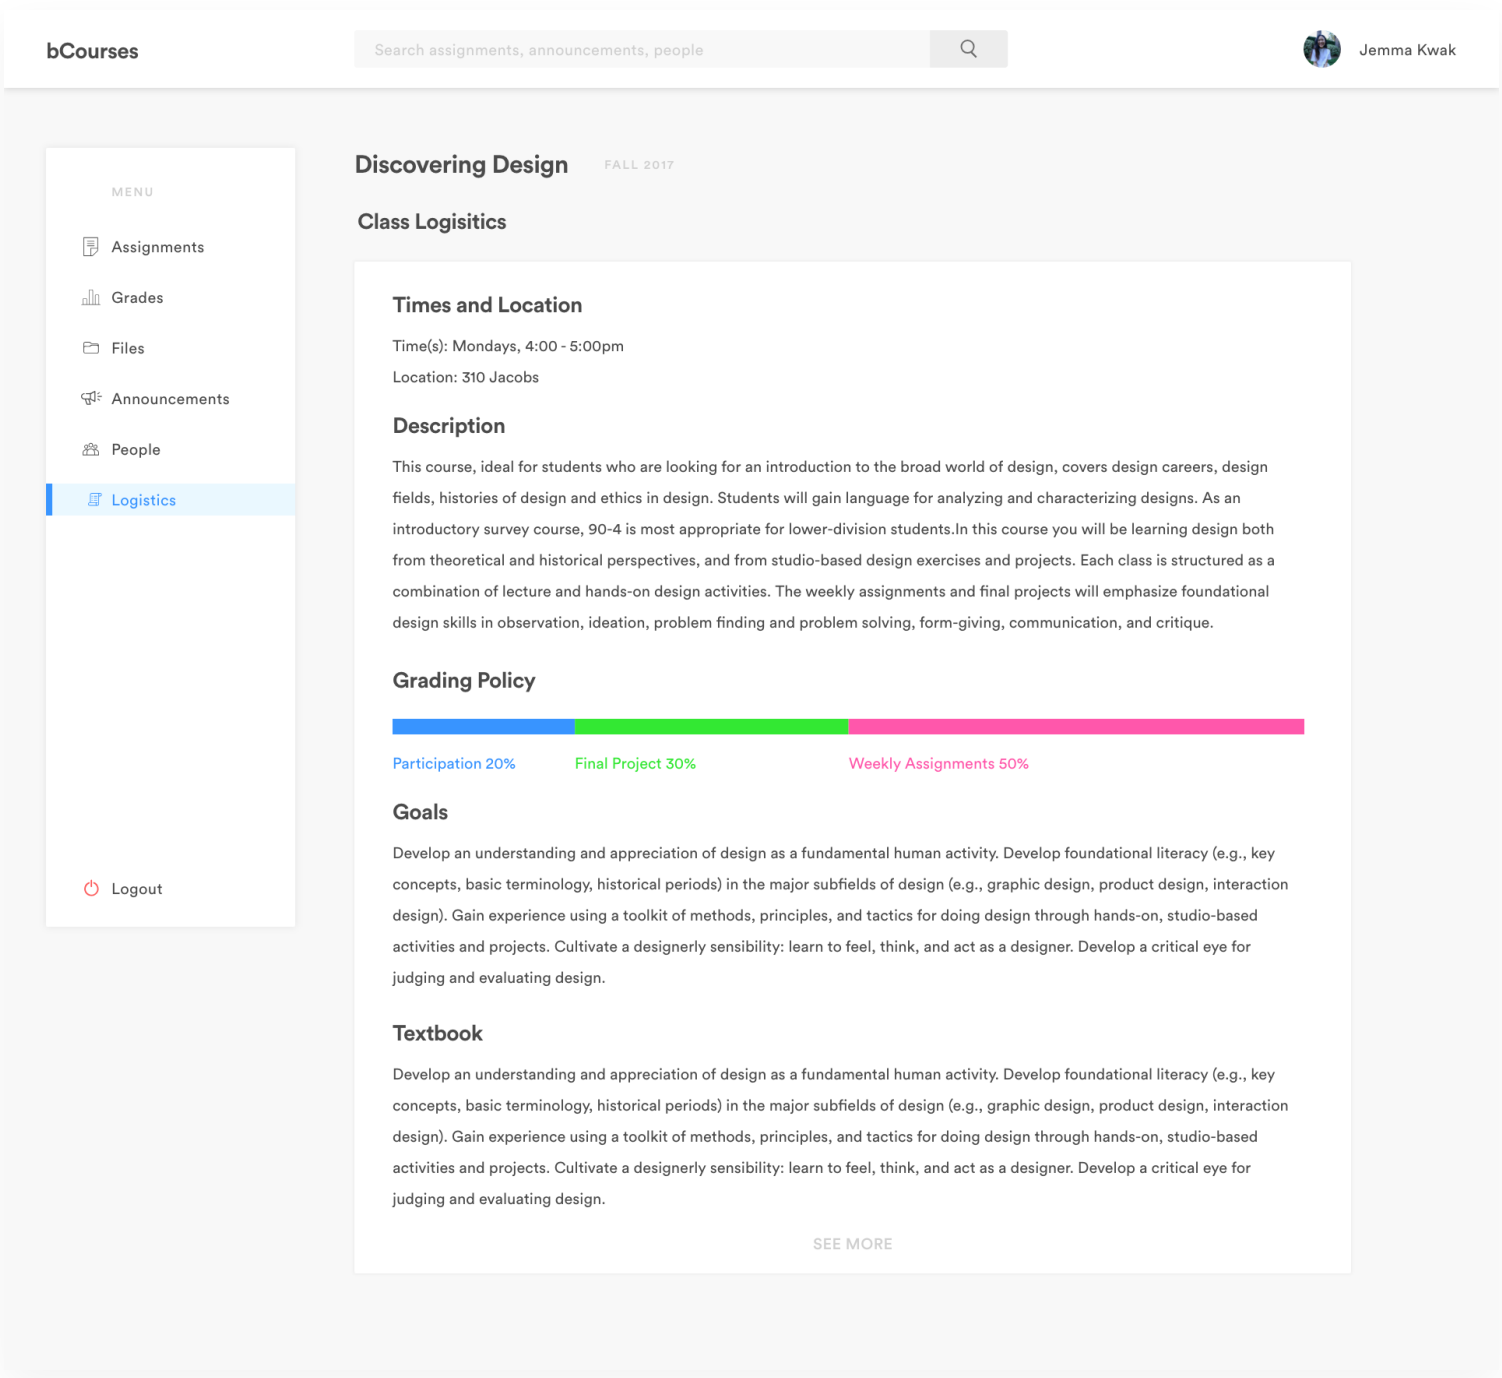 bCourses
Search assignments, announcements, people
Jemma Kwak
MENU
Assignments
Grades
Files
Announcements
People
Logistics
Logout
Discovering Design FALL 2017
Class Logisitics
Times and Location
Time(s): Mondays, 4:00 - 5:00pm
Location: 310 Jacobs
Description
This course, ideal for students who are looking for an introduction to the broad world of design, covers design careers, design
fields, histories of design and ethics in design. Students will gain language for analyzing and characterizing designs. As an
introductory survey course, 90-4 is most appropriate for lower-division students.In this course you will be learning design both
from theoretical and historical perspectives, and from studio-based design exercises and projects. Each class is structured as a
combination of lecture and hands-on design activities. The weekly assignments and final projects will emphasize foundational
design skills in observation, ideation, problem finding and problem solving, form-giving, communication, and critique.
Grading Policy
Participation 20% Final Project 30% Weekly Assignments 50%
Goals
Develop an understanding and appreciation of design as a fundamental human activity. Develop foundational literacy (e.g., key
concepts, basic terminology, historical periods) in the major subfields of design (e.g., graphic design, product design, interaction
design). Gain experience using a toolkit of methods, principles, and tactics for doing design through hands-on, studio-based
activities and projects. Cultivate a designerly sensibility: learn to feel, think, and act as a designer. Develop a critical eye for
judging and evaluating design.
Textbook
Develop an understanding and appreciation of design as a fundamental human activity. Develop foundational literacy (e.g., key
concepts, basic terminology, historical periods) in the major subfields of design (e.g., graphic design, product design, interaction
design). Gain experience using a toolkit of methods, principles, and tactics for doing design through hands-on, studio-based
activities and projects. Cultivate a designerly sensibility: learn to feel, think, and act as a designer. Develop a critical eye for
judging and evaluating design.
SEE MORE